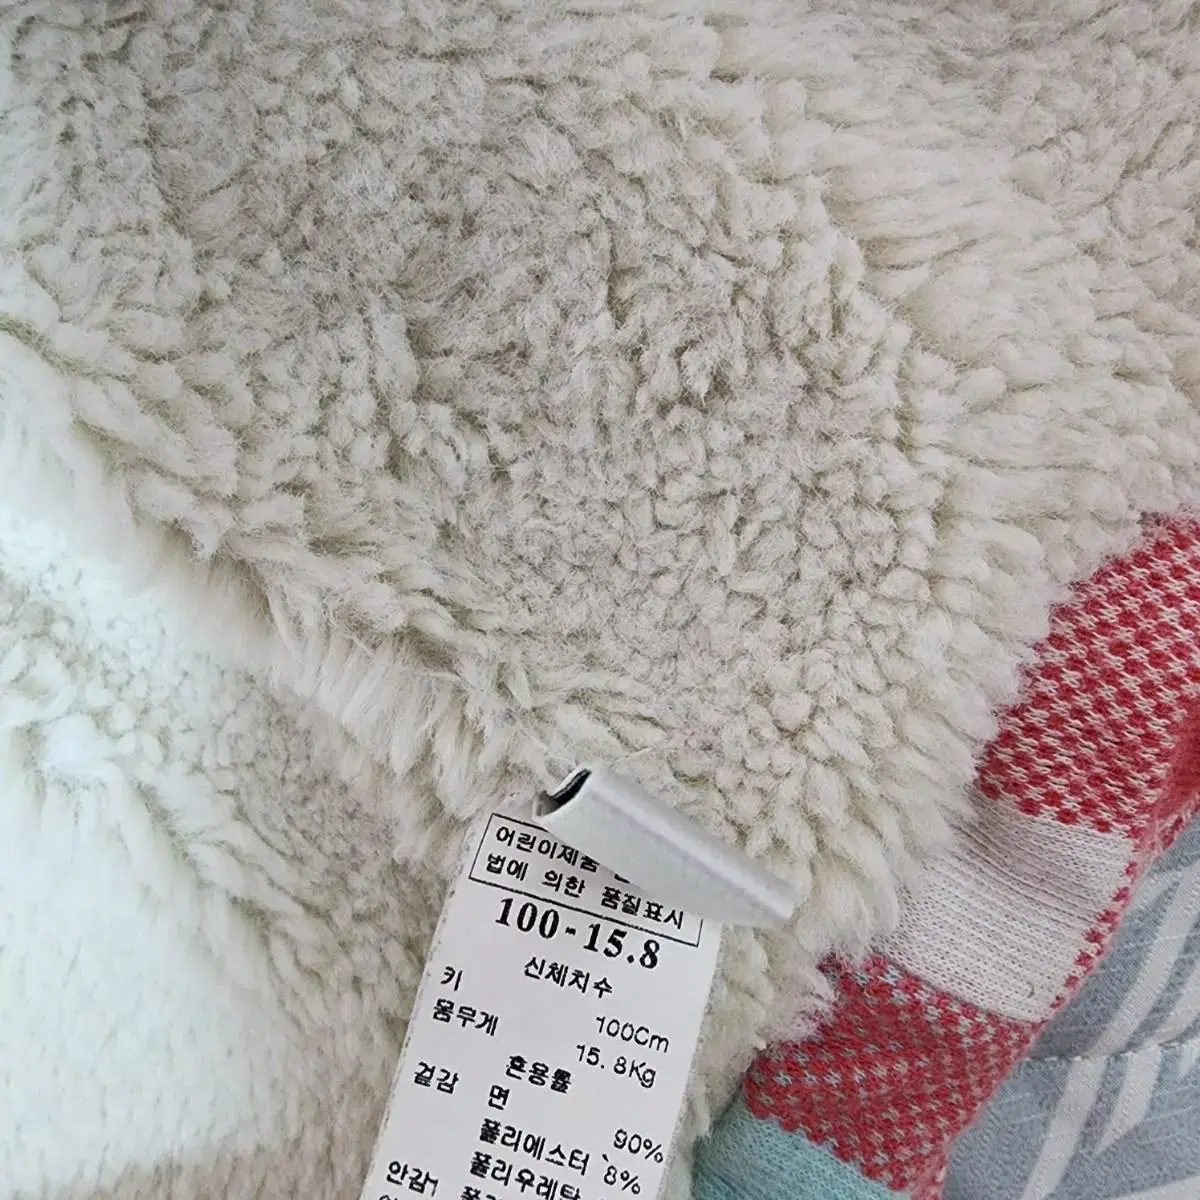 어린이제품
법에 의한 품질표시
100-15.8
신체치수
키 100Cm
몸무게 15.8Kg
혼용률
겉감 면 90%
폴리에스터 8%
폴리우레탄
안감